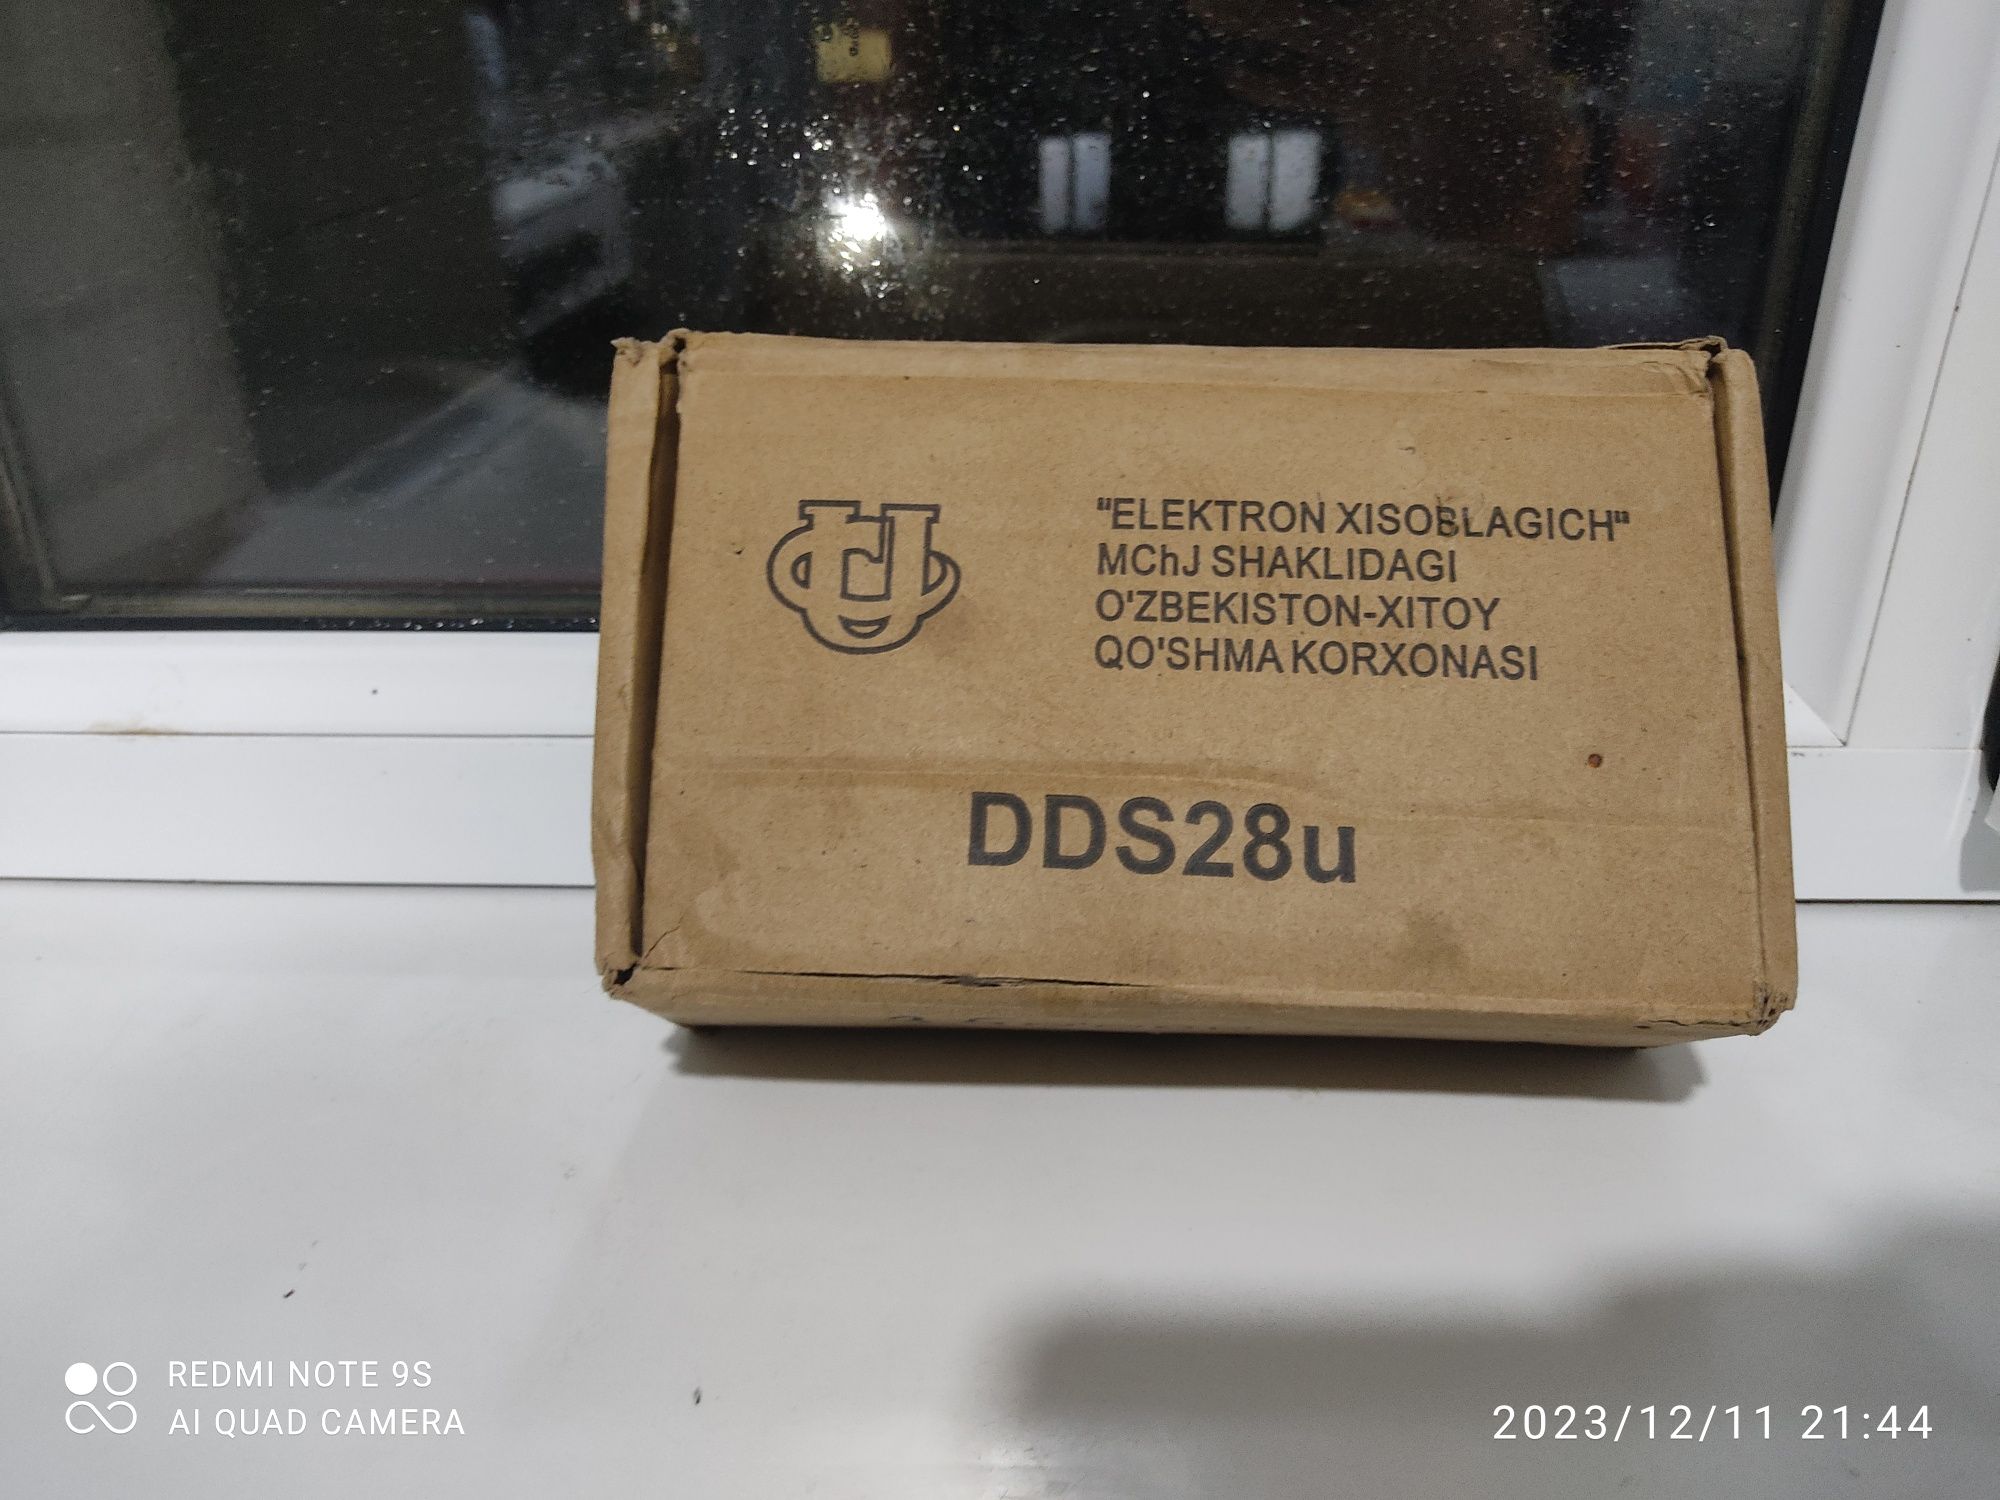 "ELEKTRON XISOBLAGICH"
MChJ SHAKLIDAGI
O'ZBEKISTON-XITOY
QO'SHMA KORXONASI
DDS28u
REDMI NOTE 9S
AI QUAD CAMERA
2023/12/11 21:44